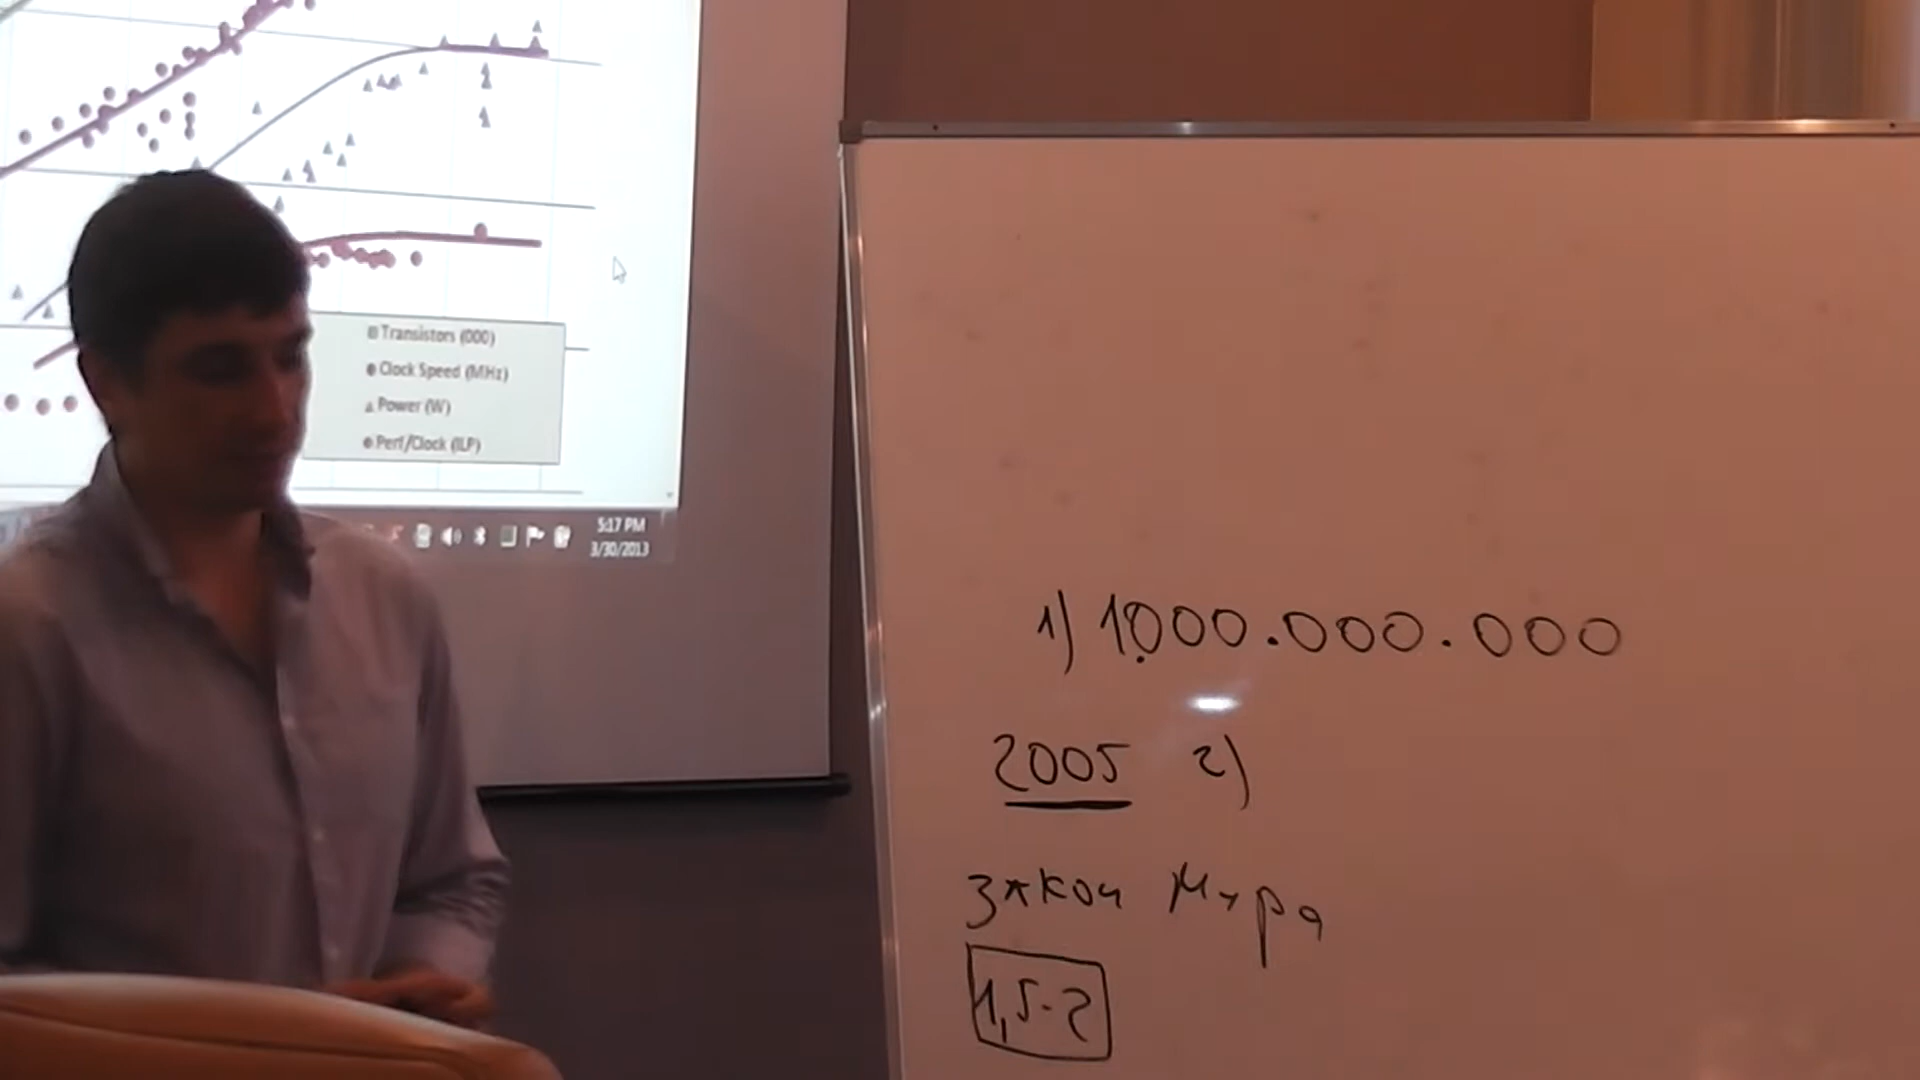 Transistors (000)
Clock Speed (MHz)
Power (W)
Perf/Clock (ILP)
5:17 PM
3/30/2013
1) 1.000.000.000
2005 2)
закон Мура
1,5-2